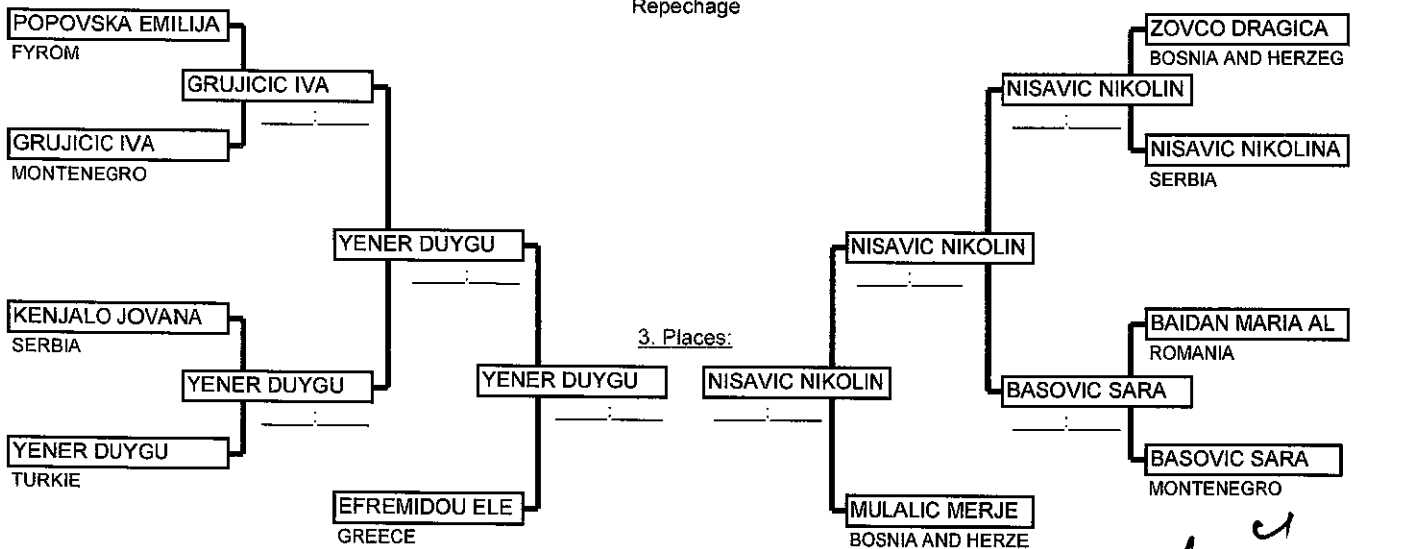 Repechage
POPOVSKA EMILIJA
FYROM
GRUJICIC IVA
GRUJICIC IVA
MONTENEGRO
YENER DUYGU
KENJALO JOVANA
SERBIA
YENER DUYGU
YENER DUYGU
TURKIE
YENER DUYGU
EFREMIDOU ELE
GREECE
3. Places:
ZOVCO DRAGICA
BOSNIA AND HERZEG
NISAVIC NIKOLIN
NISAVIC NIKOLINA
SERBIA
NISAVIC NIKOLIN
BAIDAN MARIA AL
ROMANIA
NISAVIC NIKOLIN
BASOVIC SARA
BASOVIC SARA
MONTENEGRO
MULALIC MERJE
BOSNIA AND HERZE